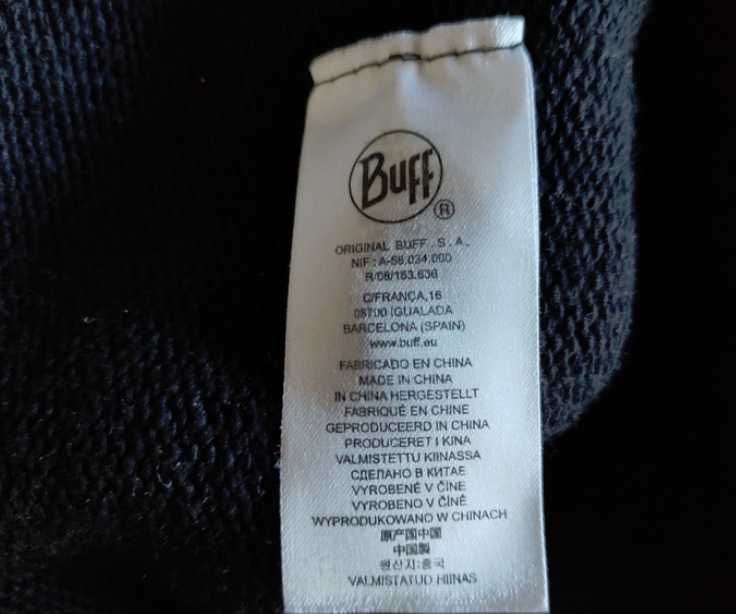 BUFF
®
ORIGINAL BUFF . S . A .
NIF : A-58.034.000
R/08/163.636
C/FRANÇA,16
08700 IGUALADA
BARCELONA (SPAIN)
www.buff.eu
FABRICADO EN CHINA
MADE IN CHINA
IN CHINA HERGESTELLT
FABRIQUÉ EN CHINE
GEPRODUCEERD IN CHINA
PRODUCERET I KINA
VALMISTETTU KIINASSA
СДЕЛАНО В КИТАЕ
VYROBENÉ V ČÍNE
VYROBENO V ČÍNĚ
WYPRODUKOWANO W CHINACH
原产国中国
中国製
원산지:중국
VALMISTATUD HIINAS